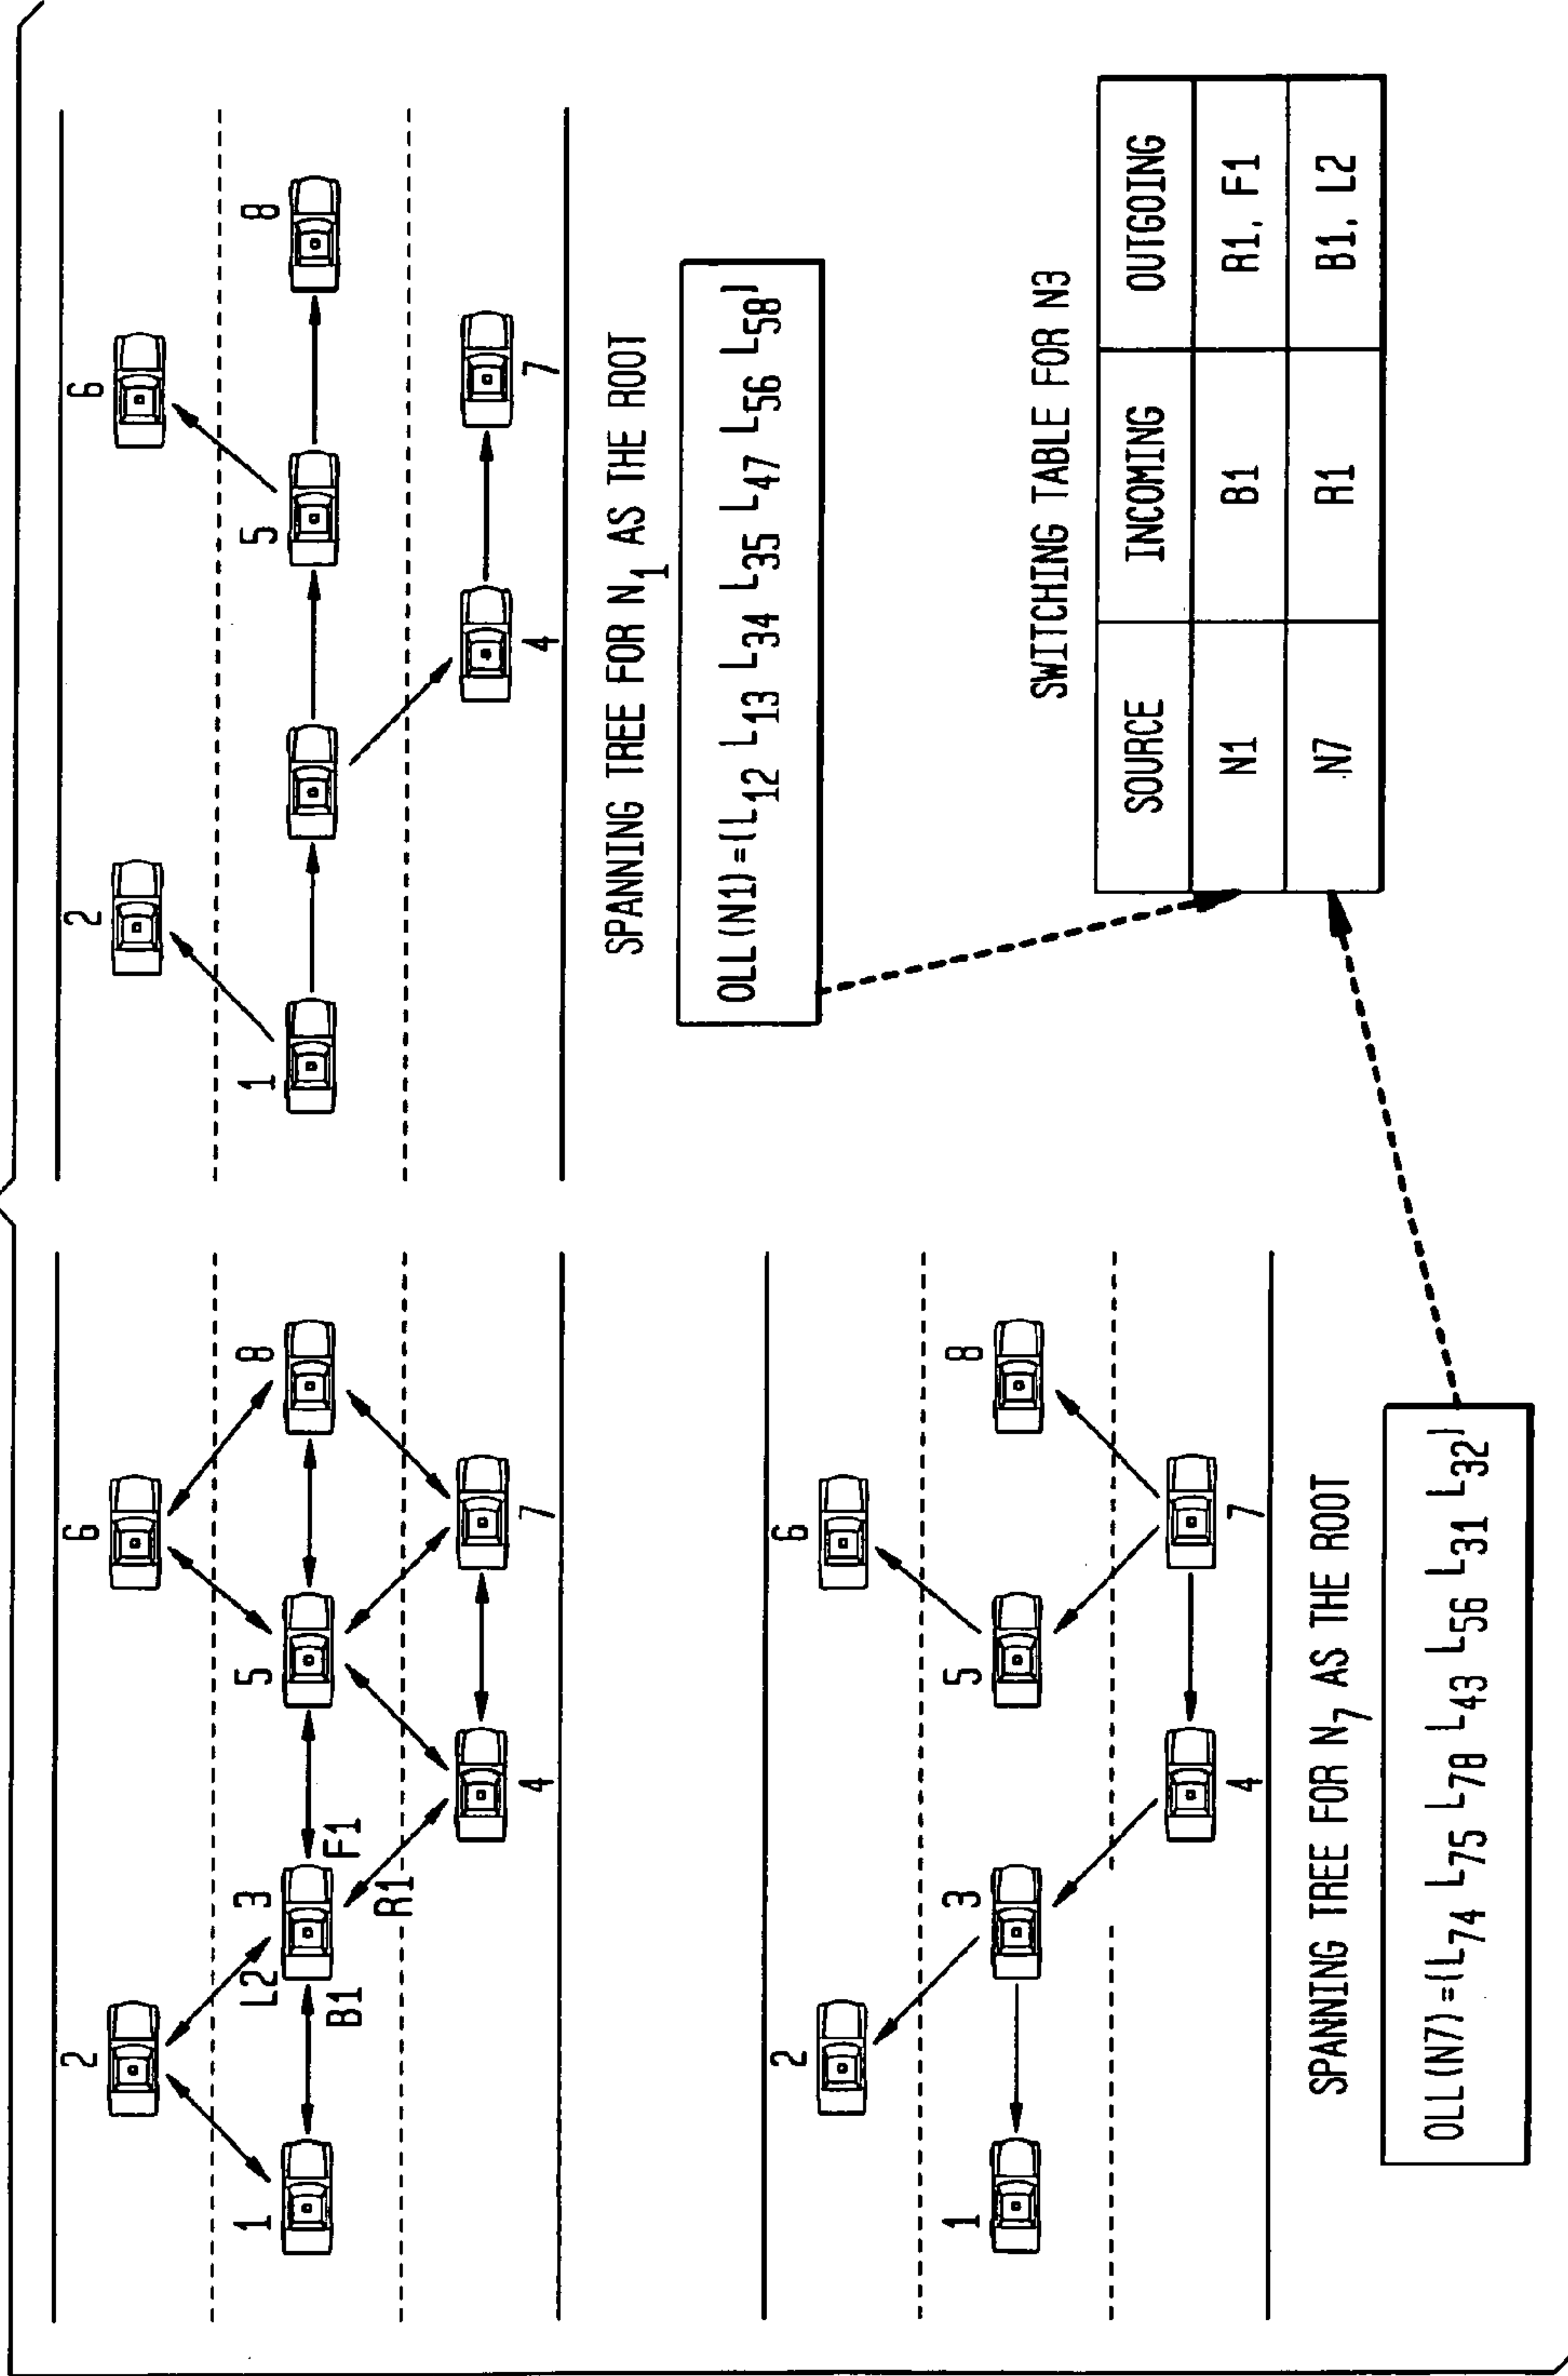 2
6
1
L2
3
B1
F1
R1
5
8
4
7
2
6
1
3
5
8
4
7
SPANNING TREE FOR N7 AS THE ROOT
OLL(N7)={L74 L75 L78 L43 L56 L31 L32}
2
6
1
5
8
4
7
SPANNING TREE FOR N1 AS THE ROOT
OLL(N1)={L12 L13 L34 L35 L47 L56 L58}
SWITCHING TABLE FOR N3
SOURCE INCOMING OUTGOING
N1 B1 R1, F1
N7 R1 B1, L2